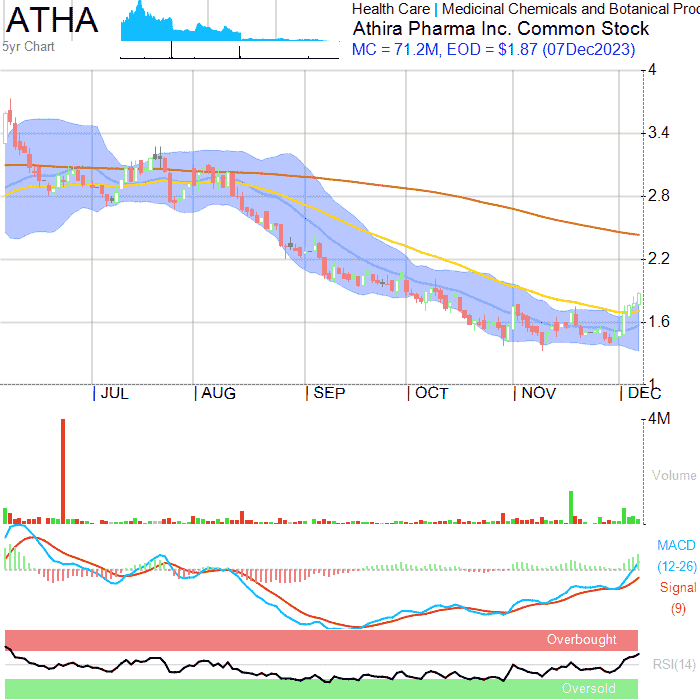 ATHA
Health Care | Medicinal Chemicals and Botanical Proc
Athira Pharma Inc. Common Stock
5yr Chart
MC = 71.2M, EOD = $1.87 (07Dec2023)
4
3.4
2.8
2.2
1.6
1
JUL
AUG
SEP
OCT
NOV
DEC
4M
Volume
MACD
(12-26)
Signal
(9)
Overbought
RSI(14)
Oversold